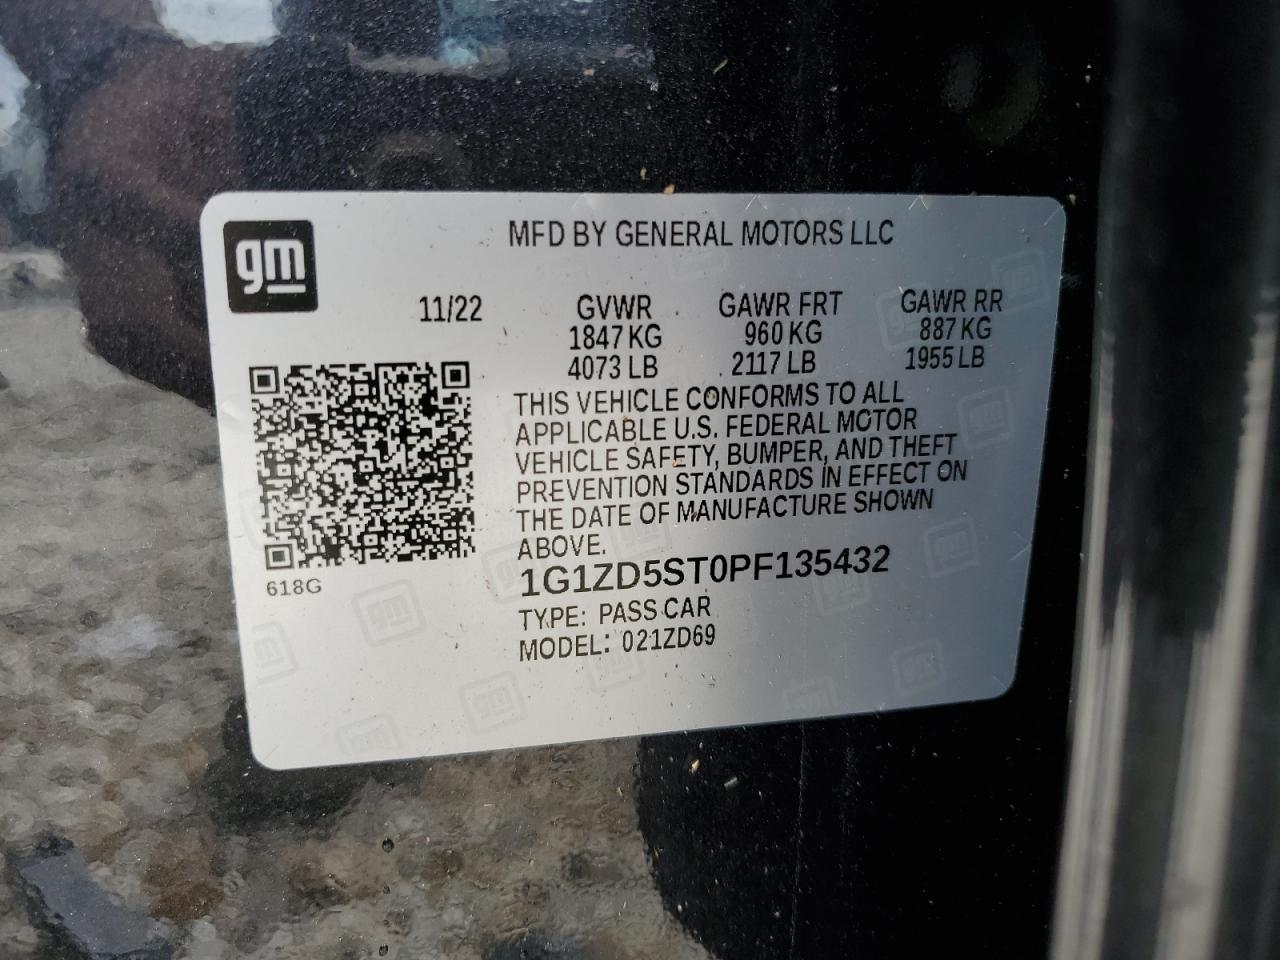 gm
MFD BY GENERAL MOTORS LLC
11/22 GVWR GAWR FRT GAWR RR
1847 KG 960 KG 887 KG
4073 LB 2117 LB 1955 LB
THIS VEHICLE CONFORMS TO ALL
APPLICABLE U.S. FEDERAL MOTOR
VEHICLE SAFETY, BUMPER, AND THEFT
PREVENTION STANDARDS IN EFFECT ON
THE DATE OF MANUFACTURE SHOWN
ABOVE.
618G
1G1ZD5ST0PF135432
TYPE: PASS CAR
MODEL: 021ZD69